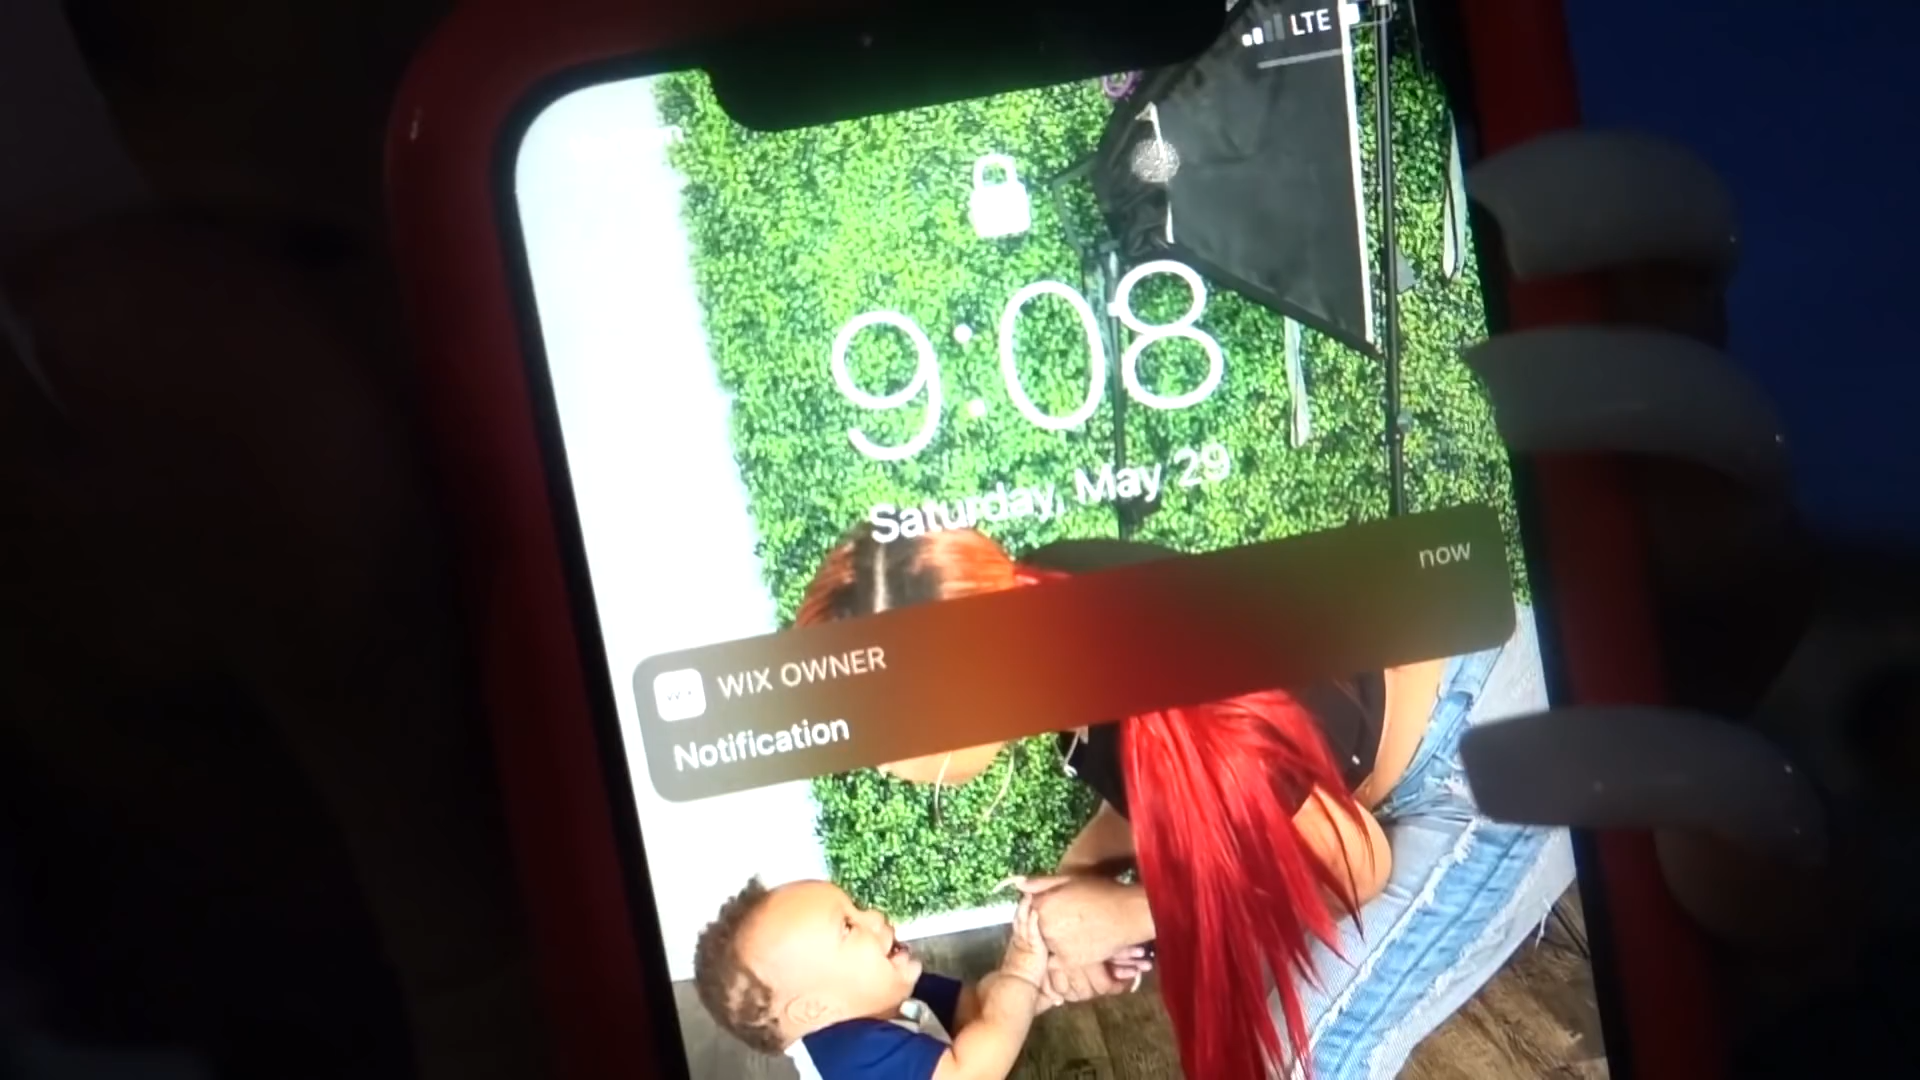 LTE
9:08
Saturday, May 29
now
WIX OWNER
Notification